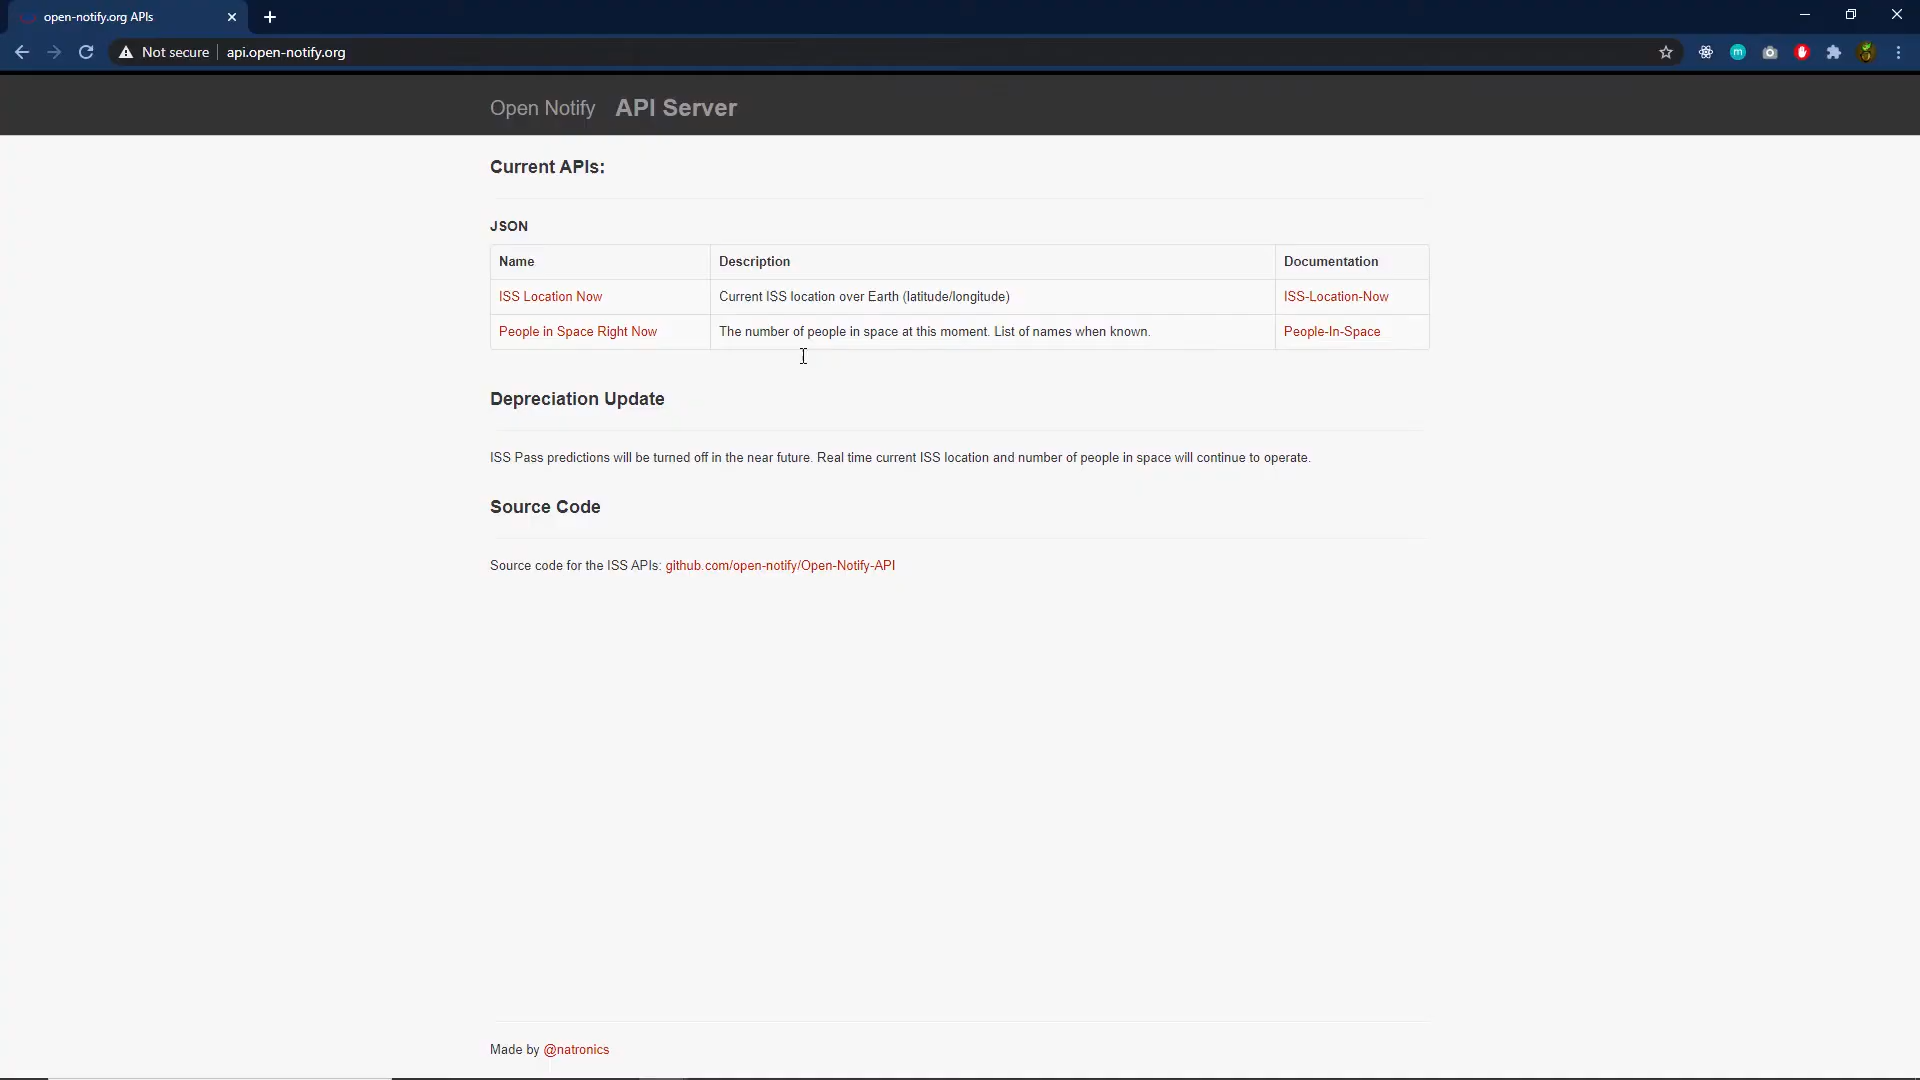 open-notify.org APIs
Not secure api.open-notify.org
m
Open Notify API Server
Current APIs:
JSON
Name Description Documentation
ISS Location Now Current ISS location over Earth (latitude/longitude) ISS-Location-Now
People in Space Right Now The number of people in space at this moment. List of names when known. People-In-Space
Depreciation Update
ISS Pass predictions will be turned off in the near future. Real time current ISS location and number of people in space will continue to operate.
Source Code
Source code for the ISS APIs: github.com/open-notify/Open-Notify-API
Made by @natronics